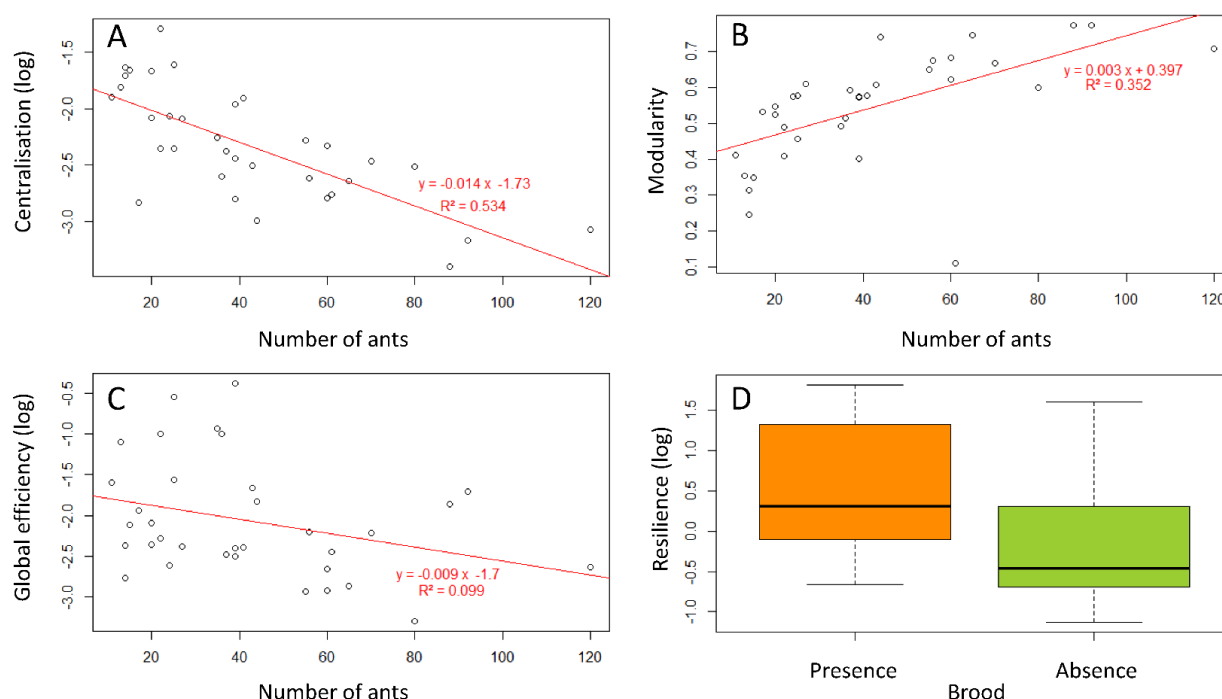 A
Centralisation (log)
-1.5
-2.0
-2.5
-3.0
y = -0.014 x -1.73
R² = 0.534
20 40 60 80 100 120
Number of ants
B
Modularity
0.7
0.6
0.5
0.4
0.3
0.2
0.1
y = 0.003 x + 0.397
R² = 0.352
20 40 60 80 100 120
Number of ants
C
Global efficiency (log)
-0.5
-1.0
-1.5
-2.0
-2.5
-3.0
y = -0.009 x -1.7
R² = 0.099
20 40 60 80 100 120
Number of ants
D
Resilience (log)
1.5
1.0
0.5
0.0
-0.5
-1.0
Presence Absence
Brood